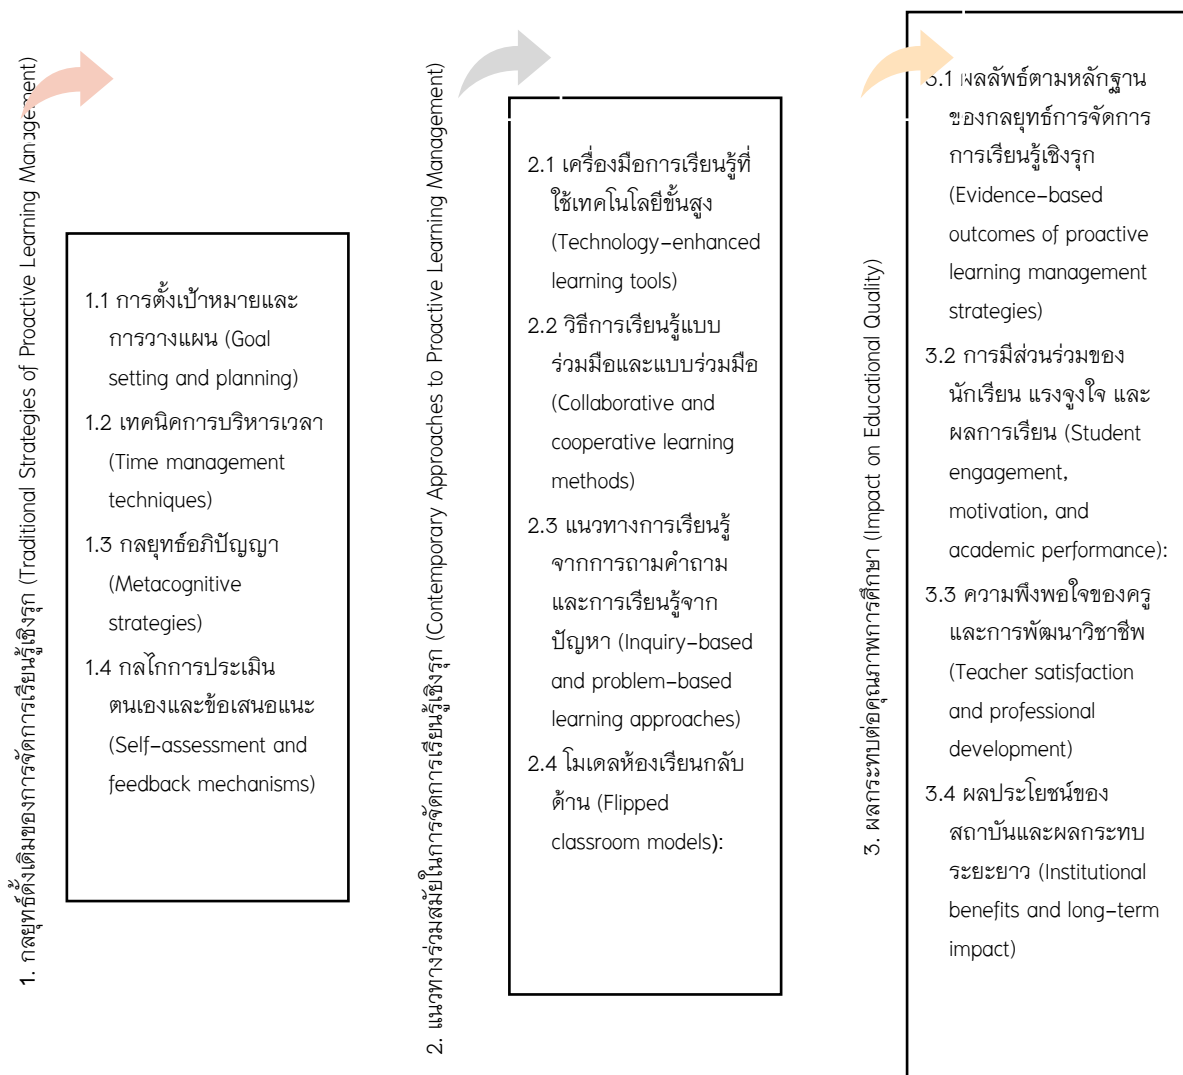 1. กลยุทธ์ดั้งเดิมของการจัดการเรียนรู้เชิงรุก (Traditional Strategies of Proactive Learning Management)
1.1 การตั้งเป้าหมายและ
การวางแผน (Goal
setting and planning)
1.2 เทคนิคการบริหารเวลา
(Time management
techniques)
1.3 กลยุทธ์อภิปัญญา
(Metacognitive
strategies)
1.4 กลไกการประเมิน
ตนเองและข้อเสนอแนะ
(Self-assessment and
feedback mechanisms)
2. แนวทางร่วมสมัยในการจัดการเรียนรู้เชิงรุก (Contemporary Approaches to Proactive Learning Management)
2.1 เครื่องมือการเรียนรู้ที่
ใช้เทคโนโลยีขั้นสูง
(Technology-enhanced
learning tools)
2.2 วิธีการเรียนรู้แบบ
ร่วมมือและแบบร่วมมือ
(Collaborative and
cooperative learning
methods)
2.3 แนวทางการเรียนรู้
จากการถามคำถาม
และการเรียนรู้จาก
ปัญหา (Inquiry-based
and problem-based
learning approaches)
2.4 โมเดลห้องเรียนกลับ
ด้าน (Flipped
classroom models):
3. ผลกระทบต่อคุณภาพการศึกษา (Impact on Educational Quality)
3.1 ผลลัพธ์ตามหลักฐาน
ของกลยุทธ์การจัดการ
การเรียนรู้เชิงรุก
(Evidence-based
outcomes of proactive
learning management
strategies)
3.2 การมีส่วนร่วมของ
นักเรียน แรงจูงใจ และ
ผลการเรียน (Student
engagement,
motivation, and
academic performance):
3.3 ความพึงพอใจของครู
และการพัฒนาวิชาชีพ
(Teacher satisfaction
and professional
development)
3.4 ผลประโยชน์ของ
สถาบันและผลกระทบ
ระยะยาว (Institutional
benefits and long-term
impact)